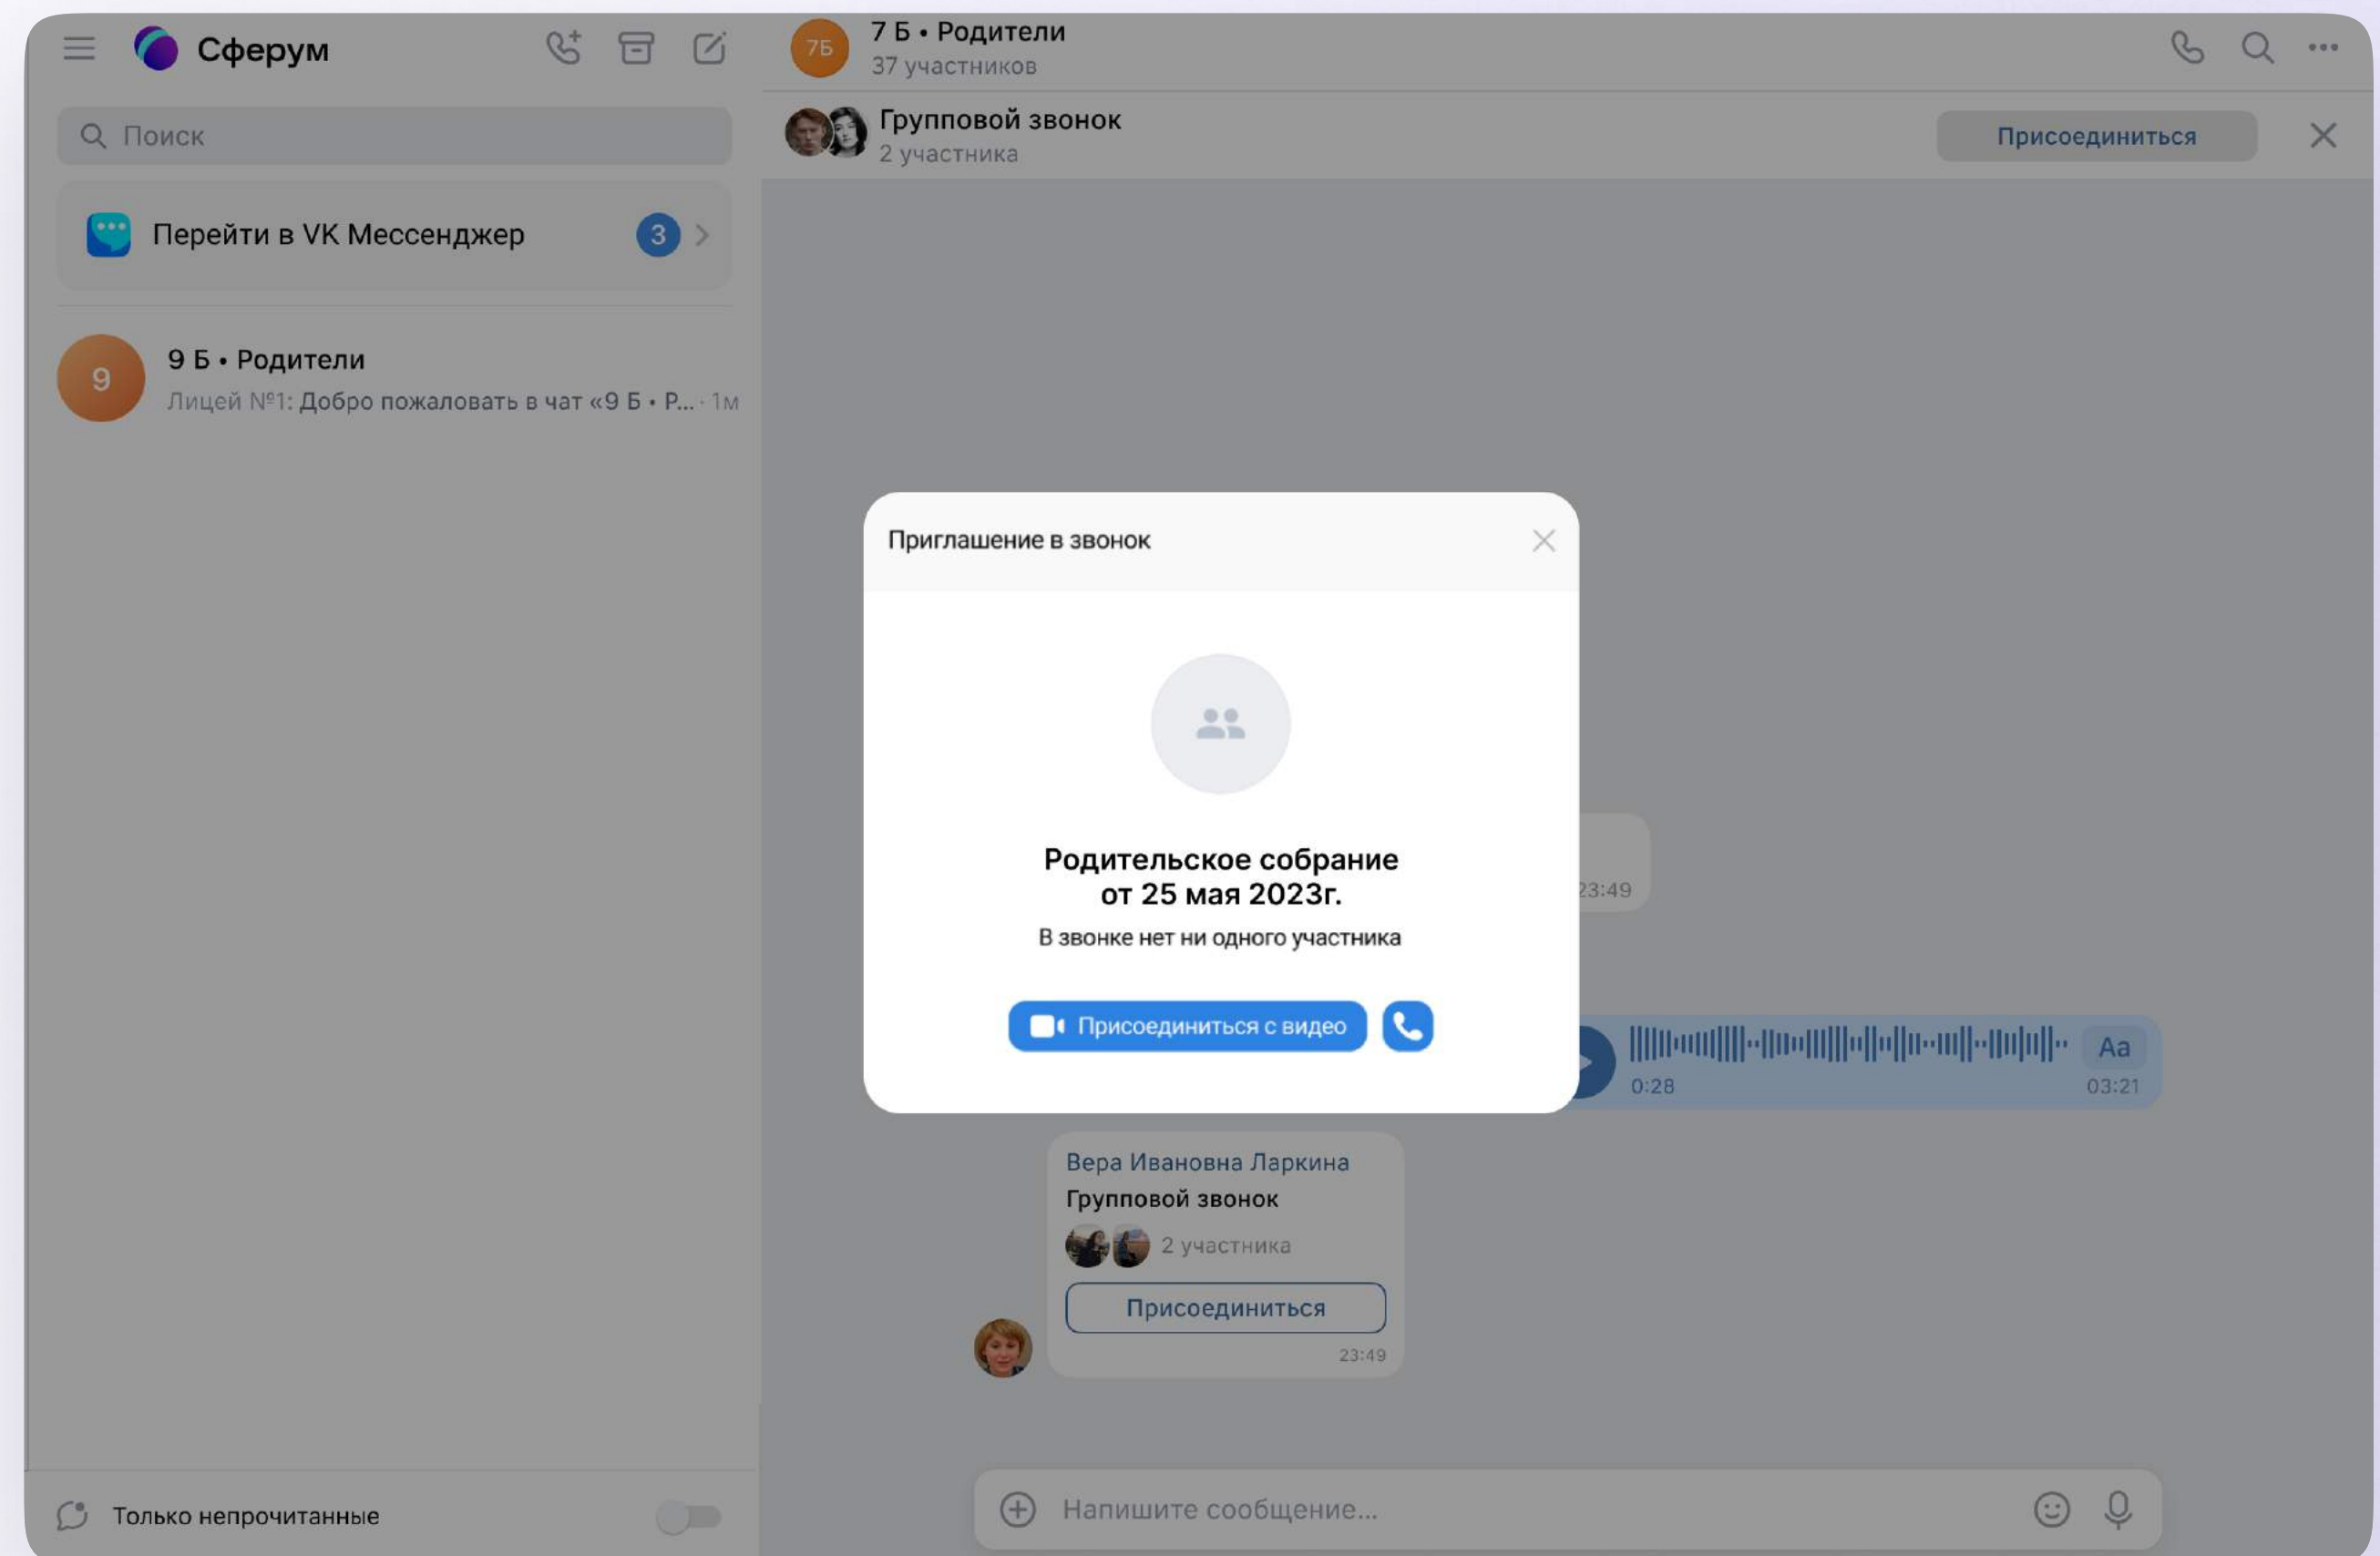 Сферум
Поиск
Перейти в VK Мессенджер
3
9
9 Б • Родители
Лицей №1: Добро пожаловать в чат «9 Б • Р... · 1м
Только непрочитанные
7Б
7 Б • Родители
37 участников
Групповой звонок
2 участника
Присоединиться
Приглашение в звонок
Родительское собрание
от 25 мая 2023г.
В звонке нет ни одного участника
Присоединиться с видео
23:49
0:28
Aa
03:21
Вера Ивановна Ларкина
Групповой звонок
2 участника
Присоединиться
23:49
Напишите сообщение...